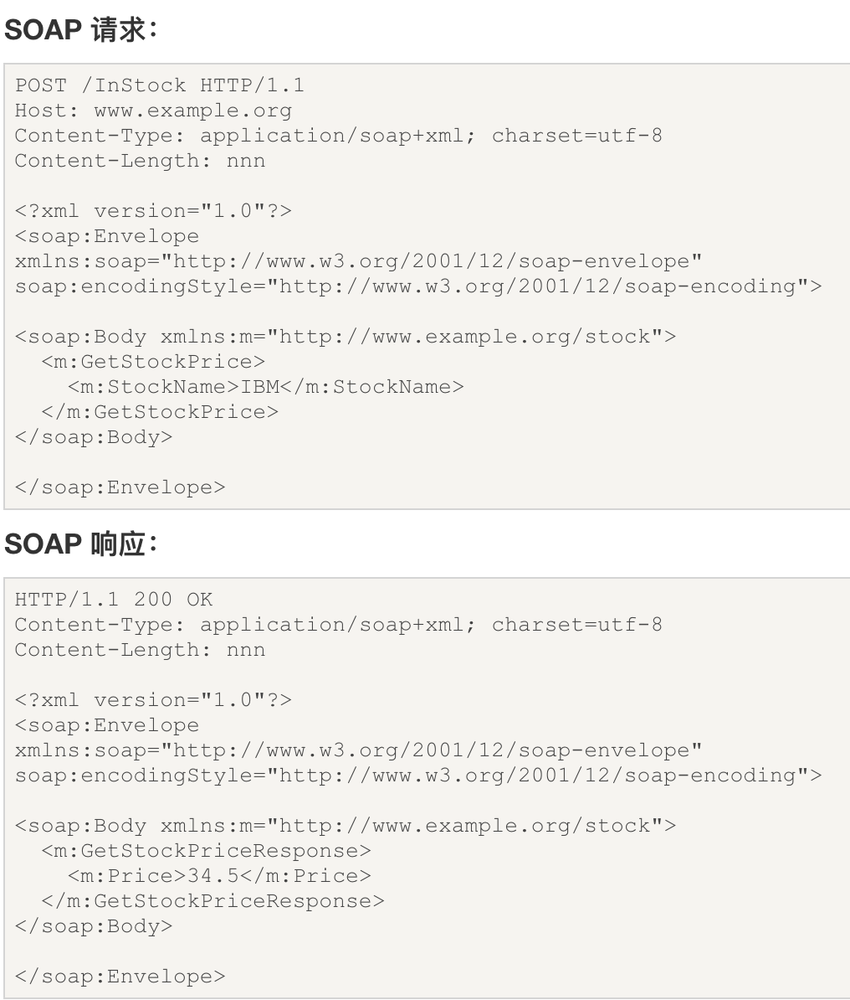 SOAP 请求：
POST /InStock HTTP/1.1
Host: www.example.org
Content-Type: application/soap+xml; charset=utf-8
Content-Length: nnn

<?xml version="1.0"?>
<soap:Envelope
xmlns:soap="http://www.w3.org/2001/12/soap-envelope"
soap:encodingStyle="http://www.w3.org/2001/12/soap-encoding">

<soap:Body xmlns:m="http://www.example.org/stock">
  <m:GetStockPrice>
    <m:StockName>IBM</m:StockName>
  </m:GetStockPrice>
</soap:Body>

</soap:Envelope>
SOAP 响应：
HTTP/1.1 200 OK
Content-Type: application/soap+xml; charset=utf-8
Content-Length: nnn

<?xml version="1.0"?>
<soap:Envelope
xmlns:soap="http://www.w3.org/2001/12/soap-envelope"
soap:encodingStyle="http://www.w3.org/2001/12/soap-encoding">

<soap:Body xmlns:m="http://www.example.org/stock">
  <m:GetStockPriceResponse>
    <m:Price>34.5</m:Price>
  </m:GetStockPriceResponse>
</soap:Body>

</soap:Envelope>